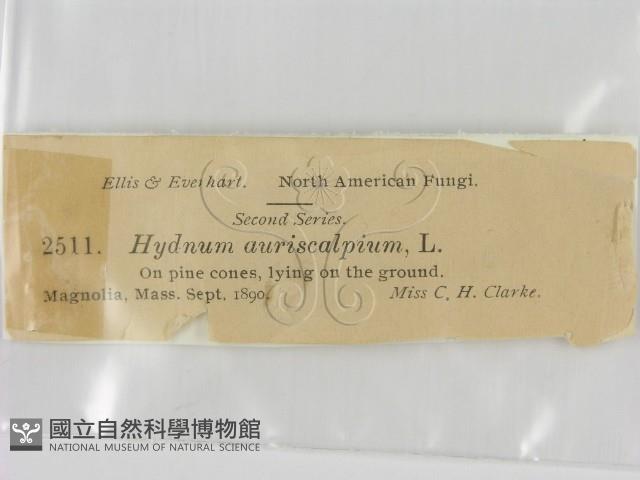 Ellis & Everhart. North American Fungi.
Second Series.
2511. Hydnum auriscalpium, L.
On pine cones, lying on the ground.
Magnolia, Mass. Sept. 1890. Miss C. H. Clarke.
國立自然科學博物館
NATIONAL MUSEUM OF NATURAL SCIENCE